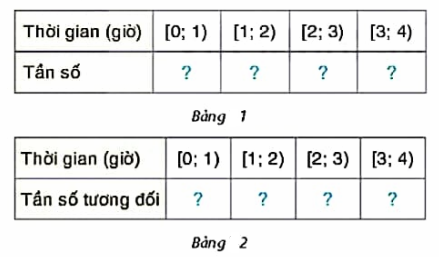 Thời gian (giờ) [0; 1) [1; 2) [2; 3) [3; 4)
Tần số ? ? ? ?
Bảng 1
Thời gian (giờ) [0; 1) [1; 2) [2; 3) [3; 4)
Tần số tương đối ? ? ? ?
Bảng 2